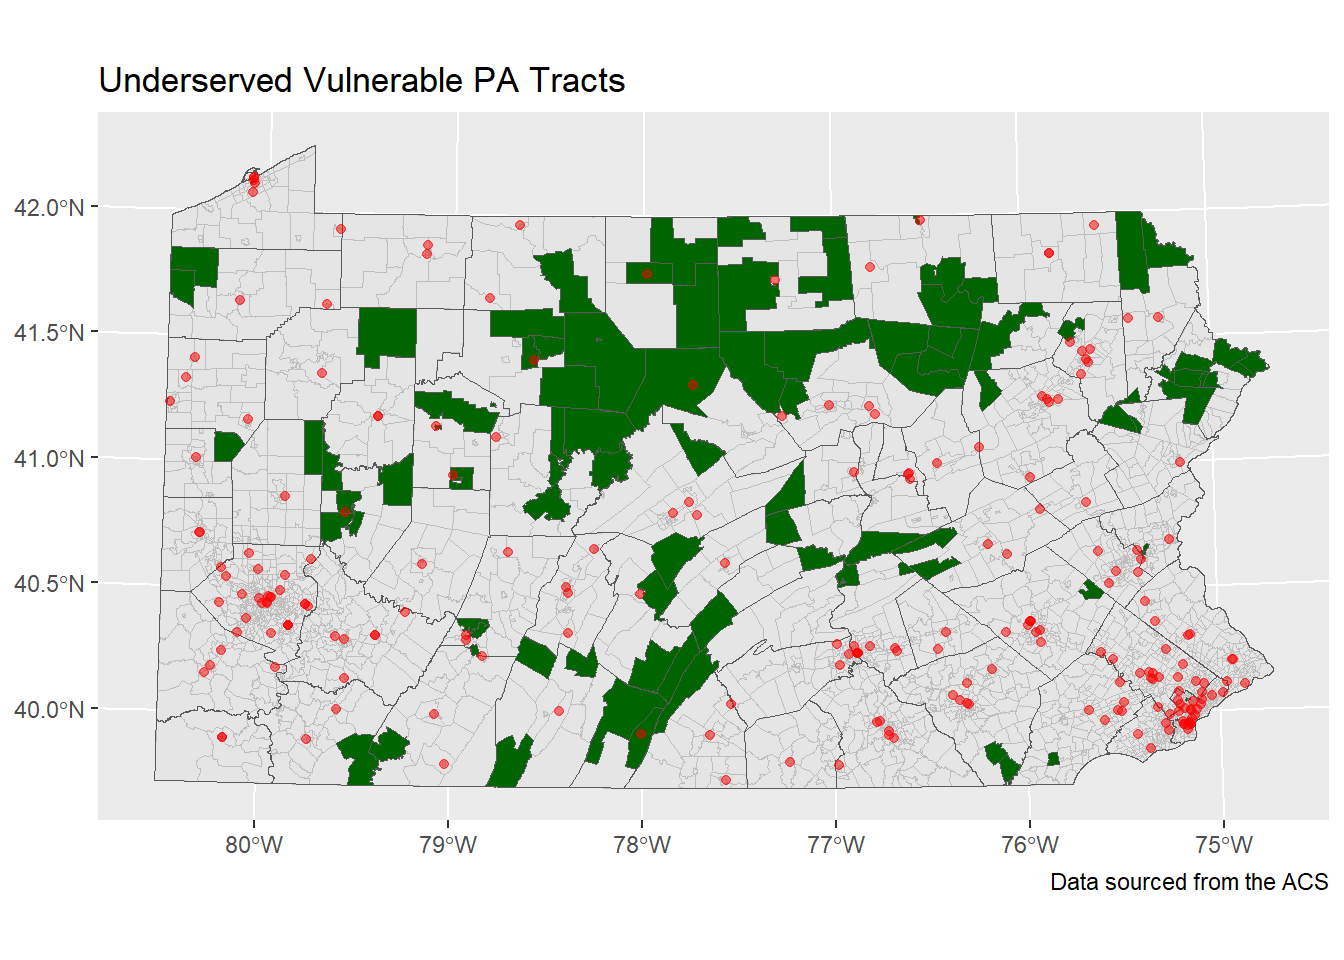 Underserved Vulnerable PA Tracts
42.0°N
41.5°N
41.0°N
40.5°N
40.0°N
80°W 79°W 78°W 77°W 76°W 75°W
Data sourced from the ACS